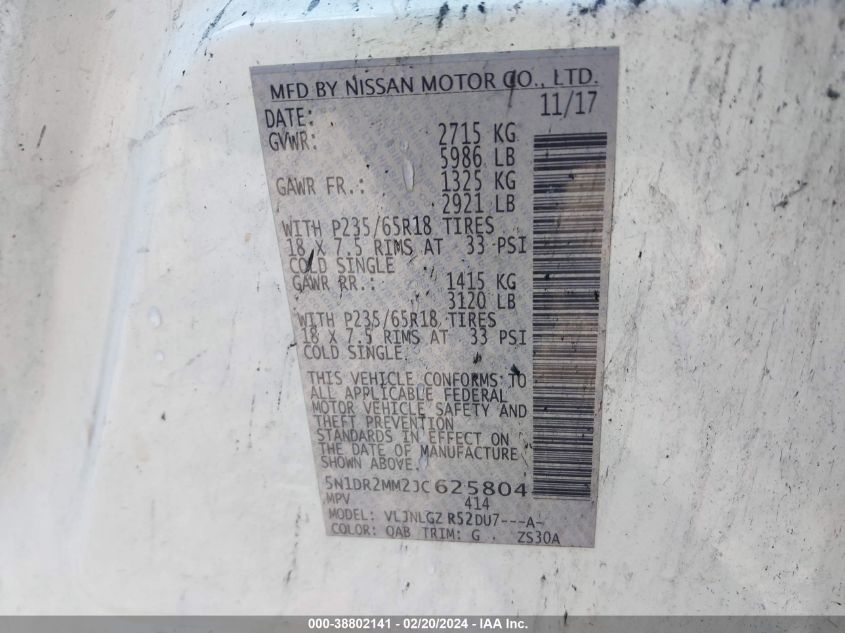 MFD BY NISSAN MOTOR CO., LTD.
DATE: 11/17
GVWR: 2715 KG
5986 LB
GAWR FR.: 1325 KG
2921 LB
WITH P235/65R18 TIRES
18 X 7.5 RIMS AT 33 PSI
COLD SINGLE
GAWR RR.: 1415 KG
3120 LB
WITH P235/65R18 TIRES
18 X 7.5 RIMS AT 33 PSI
COLD SINGLE
THIS VEHICLE CONFORMS TO
ALL APPLICABLE FEDERAL
MOTOR VEHICLE SAFETY AND
THEFT PREVENTION
STANDARDS IN EFFECT ON
THE DATE OF MANUFACTURE
SHOWN ABOVE.
5N1DR2MM2JC625804
MPV 414
MODEL: VLJNLGZ R52DU7---A-
COLOR: QAB TRIM: G . ZS30A
000-38802141 - 02/20/2024 - IAA Inc.